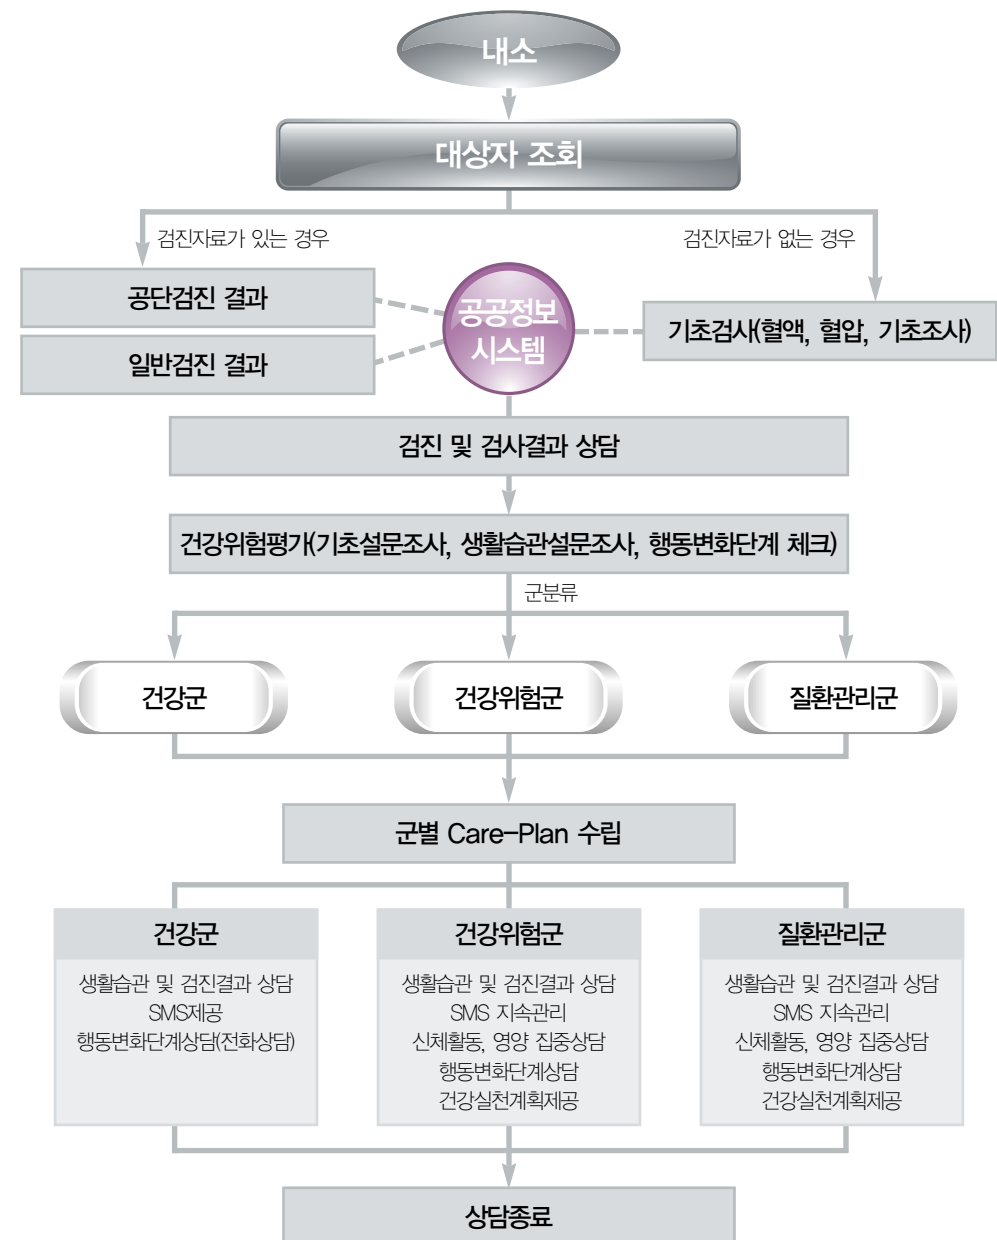 내소
대상자 조회
검진자료가 있는 경우
검진자료가 없는 경우
공단검진 결과
일반검진 결과
공공정보
시스템
기초검사(혈액, 혈압, 기초조사)
검진 및 검사결과 상담
건강위험평가(기초설문조사, 생활습관설문조사, 행동변화단계 체크)
군분류
건강군
건강위험군
질환관리군
군별 Care-Plan 수립
건강군
생활습관 및 검진결과 상담
SMS제공
행동변화단계상담(전화상담)
건강위험군
생활습관 및 검진결과 상담
SMS 지속관리
신체활동, 영양 집중상담
행동변화단계상담
건강실천계획제공
질환관리군
생활습관 및 검진결과 상담
SMS 지속관리
신체활동, 영양 집중상담
행동변화단계상담
건강실천계획제공
상담종료